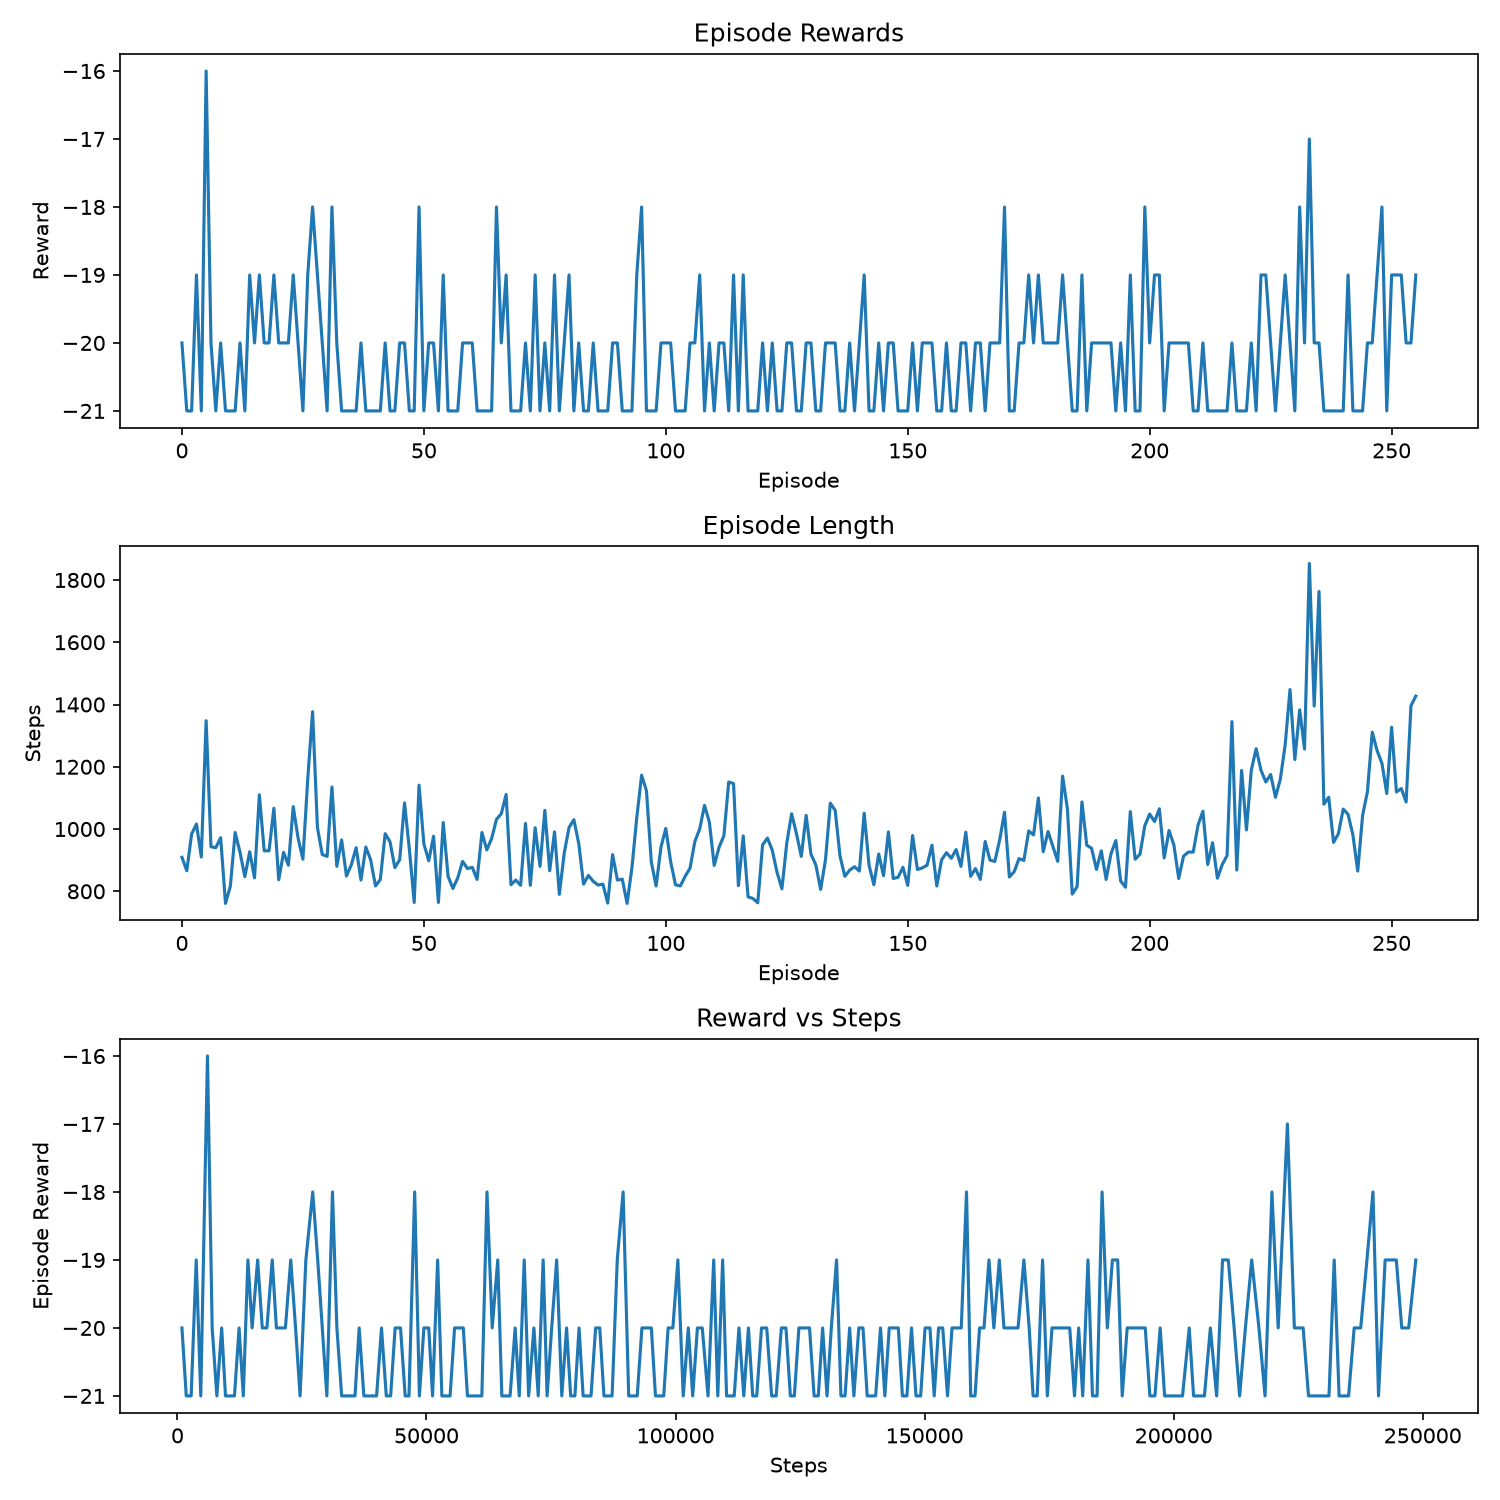 Episode Rewards
−16
−17
−18
−19
−20
−21
Reward
0 50 100 150 200 250
Episode
Episode Length
1800
1600
1400
1200
1000
800
Steps
0 50 100 150 200 250
Episode
Reward vs Steps
−16
−17
−18
−19
−20
−21
Episode Reward
0 50000 100000 150000 200000 250000
Steps